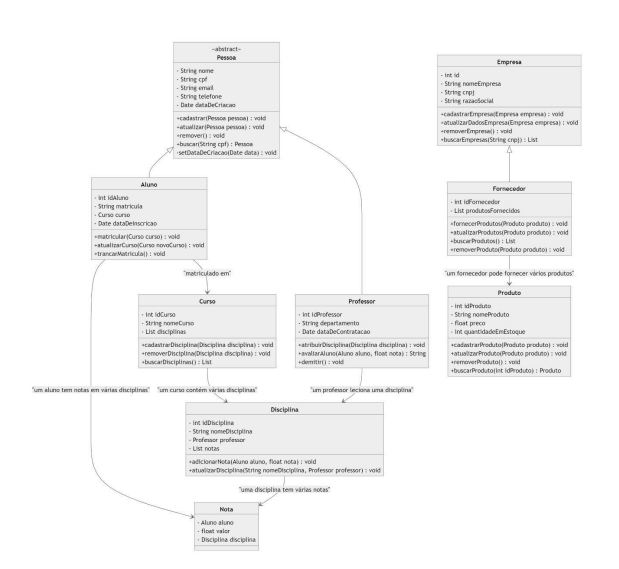 «abstract»
Pessoa
- String nome
- String cpf
- String email
- String telefone
- Date dataDeCriacao
+cadastrar(Pessoa pessoa) : void
+atualizar(Pessoa pessoa) : void
+remover() : void
+buscar(String cpf) : Pessoa
-setDataDeCriacao(Date data) : void
Empresa
- int id
- String nomeEmpresa
- String cnpj
- String razaoSocial
+cadastrarEmpresa(Empresa empresa) : void
+atualizarDadosEmpresa(Empresa empresa) : void
+removerEmpresa() : void
+buscarEmpresas(String cnpj) : List
Aluno
- int idAluno
- String matricula
- Curso curso
- Date dataDeInscricao
+matricular(Curso curso) : void
+atualizarCurso(Curso novoCurso) : void
+trancarMatricula() : void
Fornecedor
- int idFornecedor
- List produtosFornecidos
+fornecerProdutos(Produto produto) : void
+atualizarProdutos(Produto produto) : void
+buscarProdutos() : List
+removerProduto(Produto produto) : void
"matriculado em"
"um fornecedor pode fornecer vários produtos"
Curso
- int idCurso
- String nomeCurso
- List disciplinas
+cadastrarDisciplina(Disciplina disciplina) : void
+removerDisciplina(Disciplina disciplina) : void
+buscarDisciplinas() : List
Professor
- int idProfessor
- String departamento
- Date dataDeContratacao
+atribuirDisciplina(Disciplina disciplina) : void
+avaliarAluno(Aluno aluno, float nota) : String
+demitir() : void
Produto
- int idProduto
- String nomeProduto
- float preco
- int quantidadeEmEstoque
+cadastrarProduto(Produto produto) : void
+atualizarProduto(Produto produto) : void
+removerProduto() : void
+buscarProduto(int idProduto) : Produto
"um aluno tem notas em várias disciplinas"
"um curso contém várias disciplinas"
"um professor leciona uma disciplina"
Disciplina
- int idDisciplina
- String nomeDisciplina
- Professor professor
- List notas
+adicionarNota(Aluno aluno, float nota) : void
+atualizarDisciplina(String nomeDisciplina, Professor professor) : void
"uma disciplina tem várias notas"
Nota
- Aluno aluno
- float valor
- Disciplina disciplina